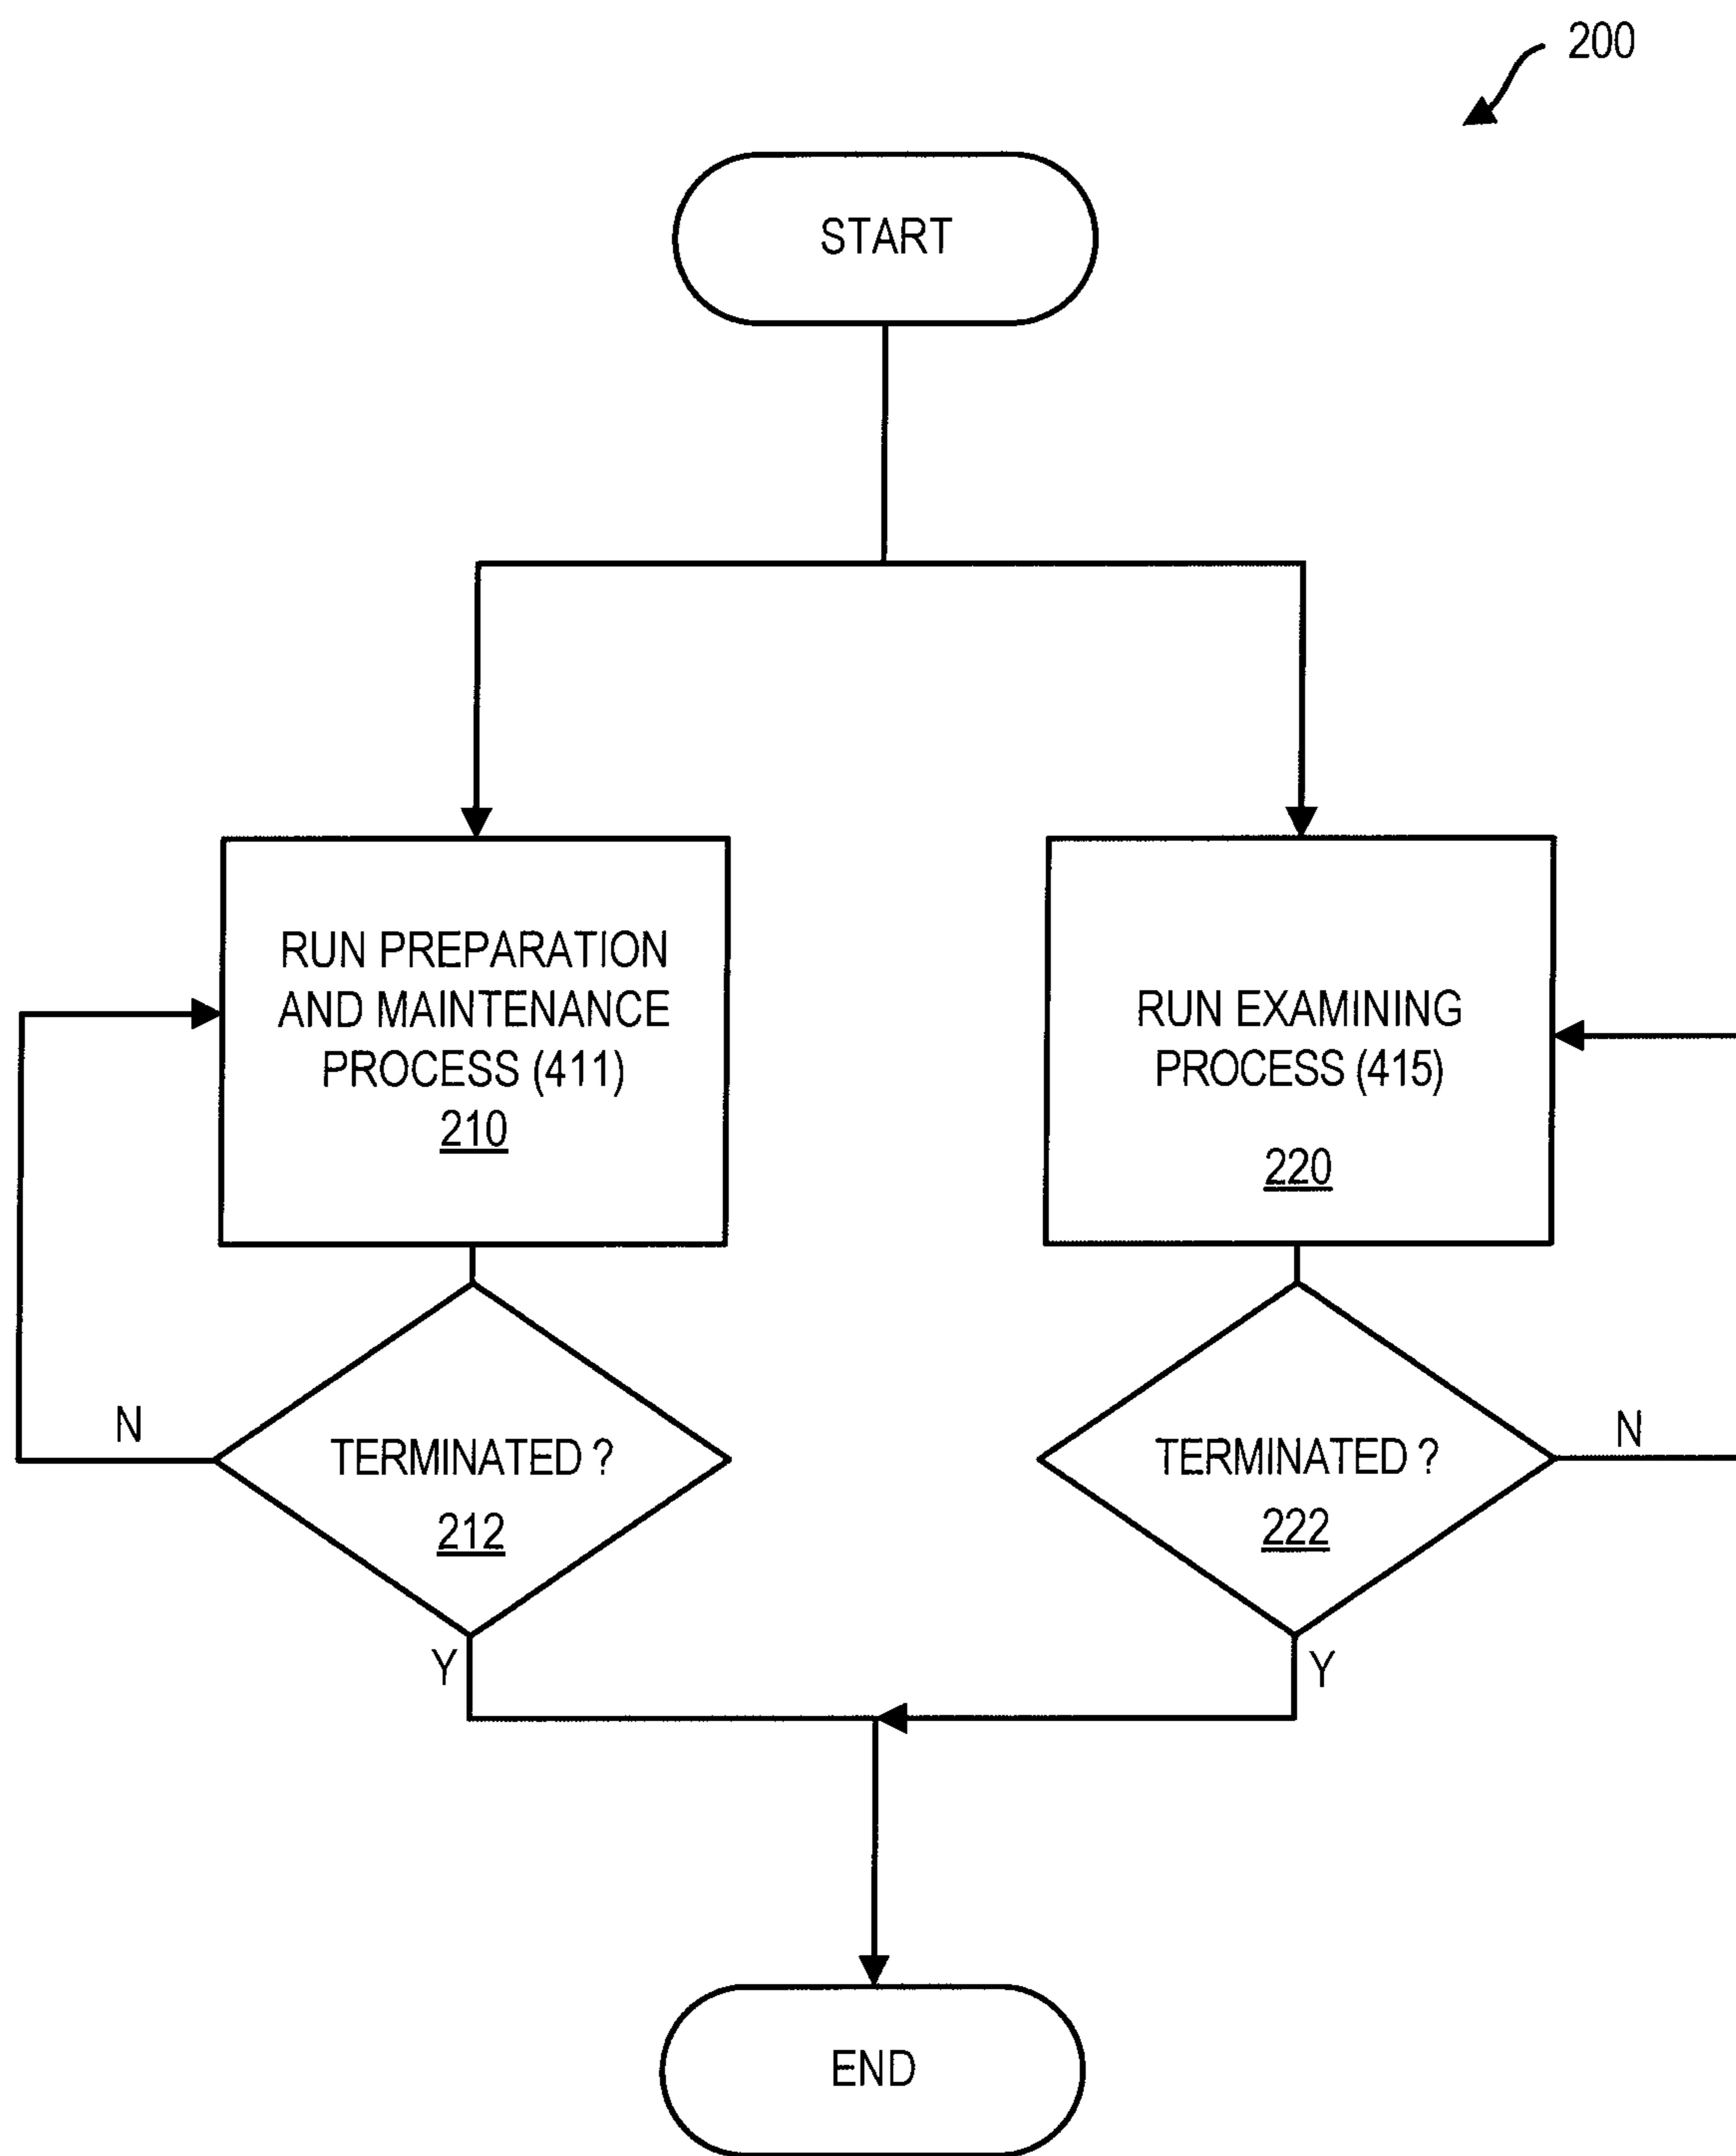 200
START
RUN PREPARATION
AND MAINTENANCE
PROCESS (411)
210
RUN EXAMINING
PROCESS (415)
220
N
TERMINATED ?
212
Y
TERMINATED ?
222
N
Y
END